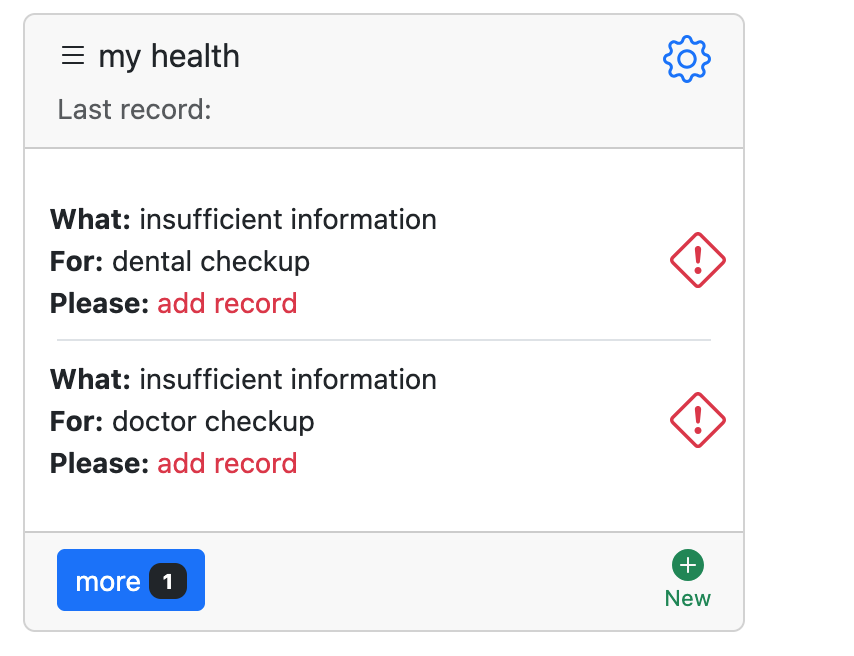 my health
Last record:
What: insufficient information
For: dental checkup
Please: add record
What: insufficient information
For: doctor checkup
Please: add record
more 1
New